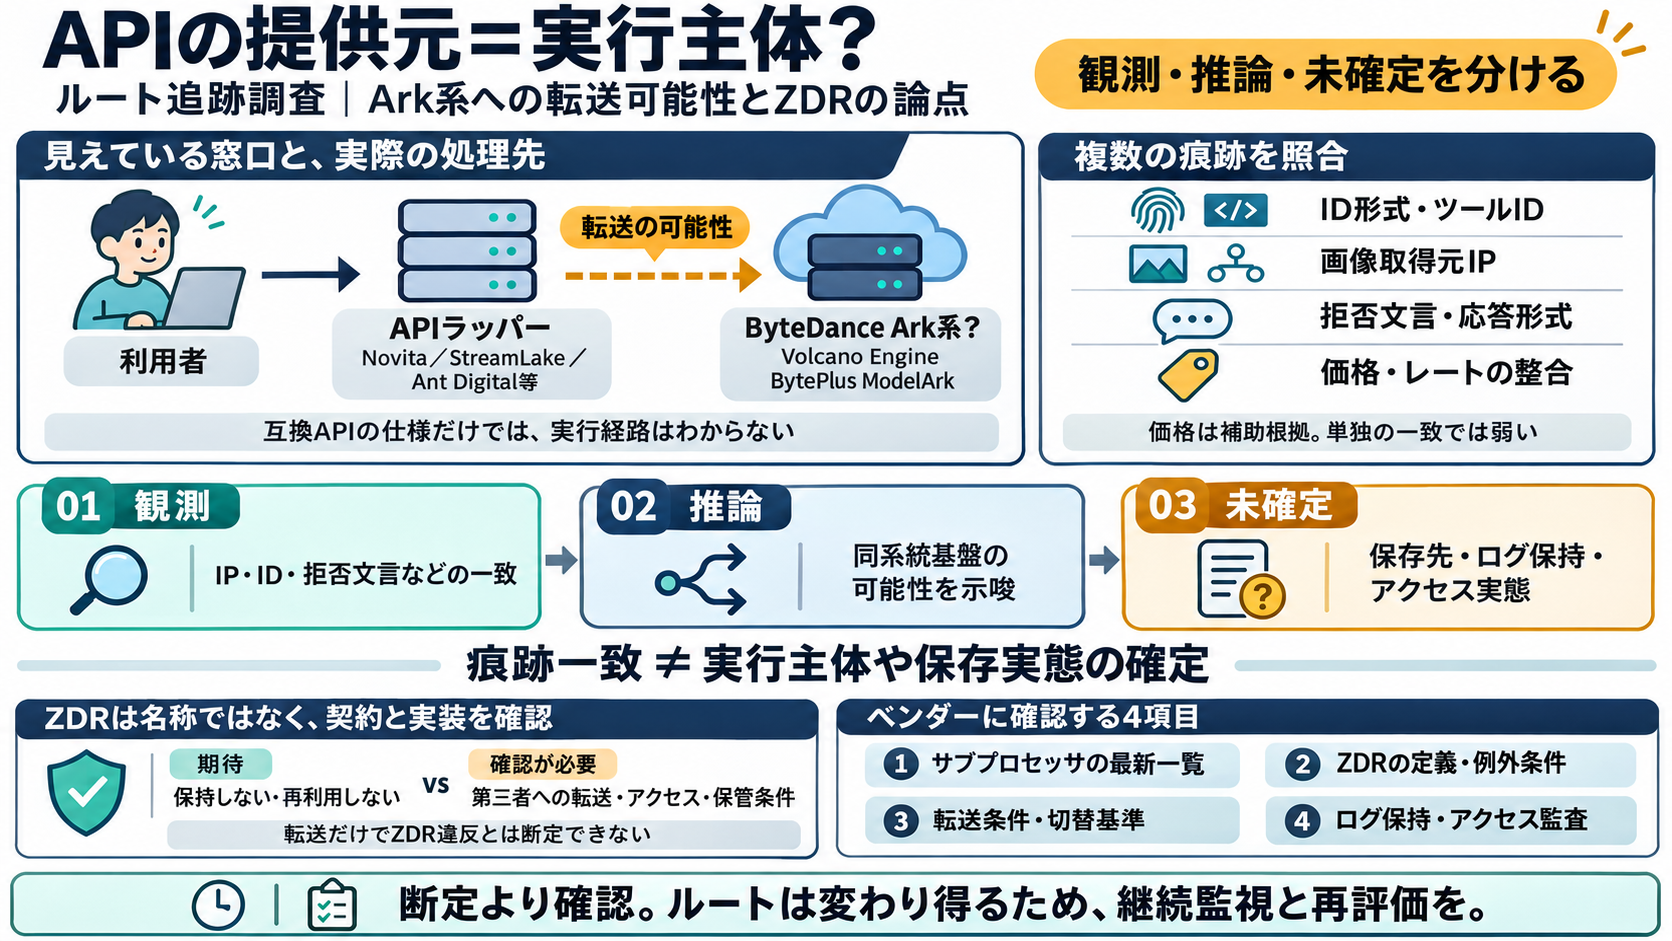 APIの提供元＝実行主体？
ルート追跡調査｜Ark系への転送可能性とZDRの論点
観測・推論・未確定を分ける
見えている窓口と、実際の処理先
利用者
APIラッパー
Novita／StreamLake／
Ant Digital等
転送の可能性
ByteDance Ark系？
Volcano Engine
BytePlus ModelArk
互換APIの仕様だけでは、実行経路はわからない
複数の痕跡を照合
</>
ID形式・ツールID
画像取得元IP
拒否文言・応答形式
価格・レートの整合
価格は補助根拠。単独の一致では弱い
01 観測
IP・ID・拒否文言などの一致
02 推論
同系統基盤の
可能性を示唆
03 未確定
?
保存先・ログ保持・
アクセス実態
痕跡一致 ≠ 実行主体や保存実態の確定
ZDRは名称ではなく、契約と実装を確認
期待
保持しない・再利用しない
vs
確認が必要
第三者への転送・アクセス・保管条件
転送だけでZDR違反とは断定できない
ベンダーに確認する4項目
1 サブプロセッサの最新一覧
2 ZDRの定義・例外条件
3 転送条件・切替基準
4 ログ保持・アクセス監査
断定より確認。ルートは変わり得るため、継続監視と再評価を。